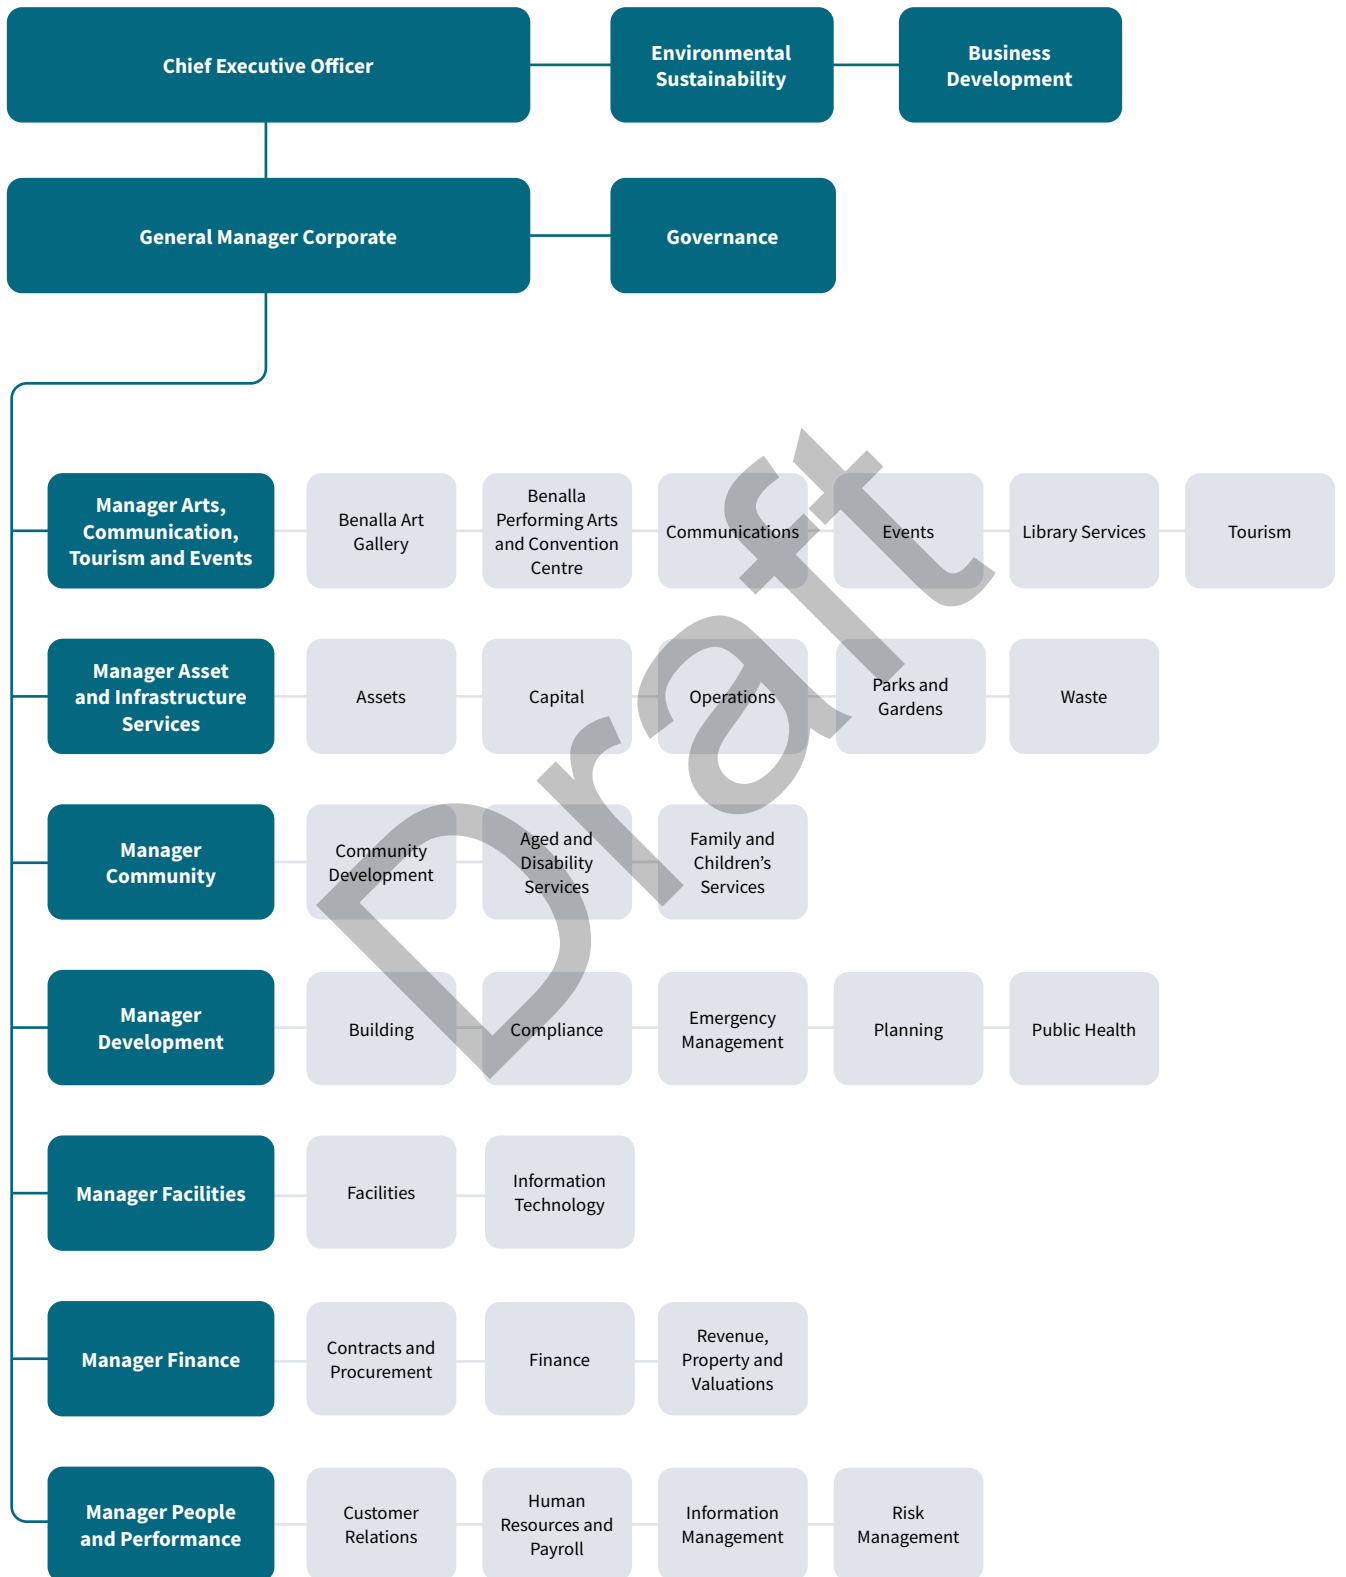 Chief Executive Officer
Environmental
Sustainability
Business
Development
General Manager Corporate
Governance
Manager Arts,
Communication,
Tourism and Events
Benalla Art
Gallery
Benalla
Performing Arts
and Convention
Centre
Communications
Events
Library Services
Tourism
Manager Asset
and Infrastructure
Services
Assets
Capital
Operations
Parks and
Gardens
Waste
Manager
Community
Community
Development
Aged and
Disability
Services
Family and
Children’s
Services
Manager
Development
Building
Compliance
Emergency
Management
Planning
Public Health
Manager Facilities
Facilities
Information
Technology
Manager Finance
Contracts and
Procurement
Finance
Revenue,
Property and
Valuations
Manager People
and Performance
Customer
Relations
Human
Resources and
Payroll
Information
Management
Risk
Management
Draft